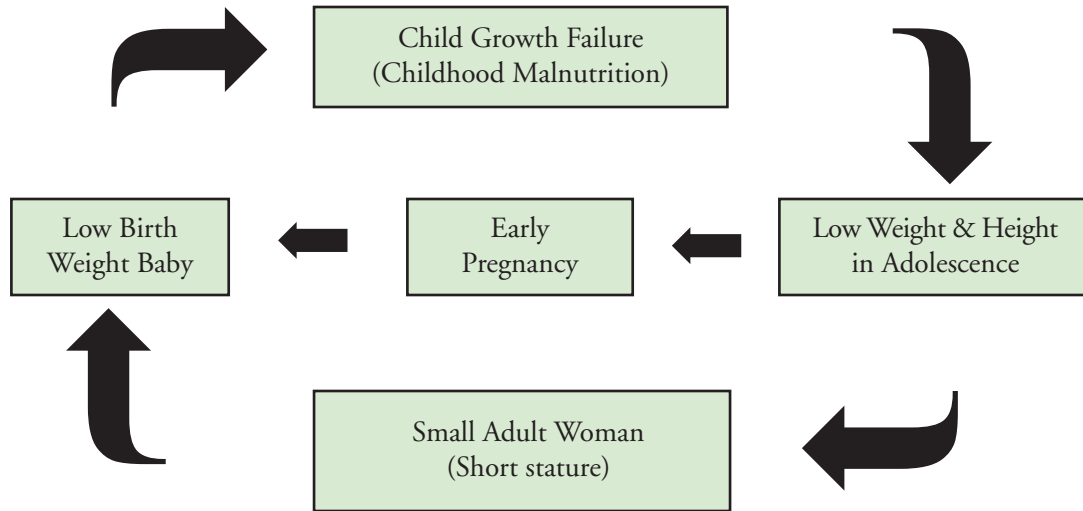 Child Growth Failure
(Childhood Malnutrition)
Low Birth
Weight Baby
Early
Pregnancy
Low Weight & Height
in Adolescence
Small Adult Woman
(Short stature)